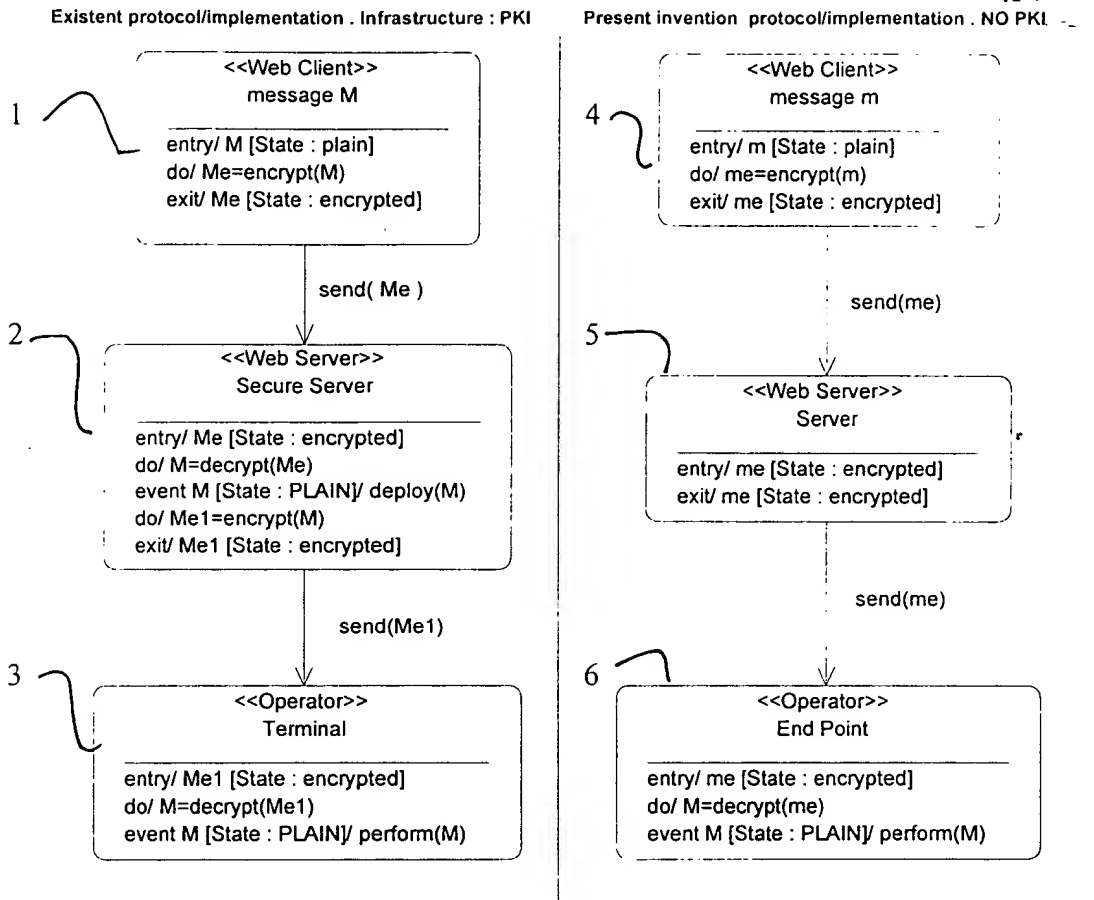 Existent protocol/implementation . Infrastructure : PKI
1
<<Web Client>>
message M
entry/ M [State : plain]
do/ Me=encrypt(M)
exit/ Me [State : encrypted]
send( Me )
2
<<Web Server>>
Secure Server
entry/ Me [State : encrypted]
do/ M=decrypt(Me)
event M [State : PLAIN]/ deploy(M)
do/ Me1=encrypt(M)
exit/ Me1 [State : encrypted]
send(Me1)
3
<<Operator>>
Terminal
entry/ Me1 [State : encrypted]
do/ M=decrypt(Me1)
event M [State : PLAIN]/ perform(M)
Present invention protocol/implementation . NO PKI
4
<<Web Client>>
message m
entry/ m [State : plain]
do/ me=encrypt(m)
exit/ me [State : encrypted]
send(me)
5
<<Web Server>>
Server
entry/ me [State : encrypted]
exit/ me [State : encrypted]
send(me)
6
<<Operator>>
End Point
entry/ me [State : encrypted]
do/ M=decrypt(me)
event M [State : PLAIN]/ perform(M)